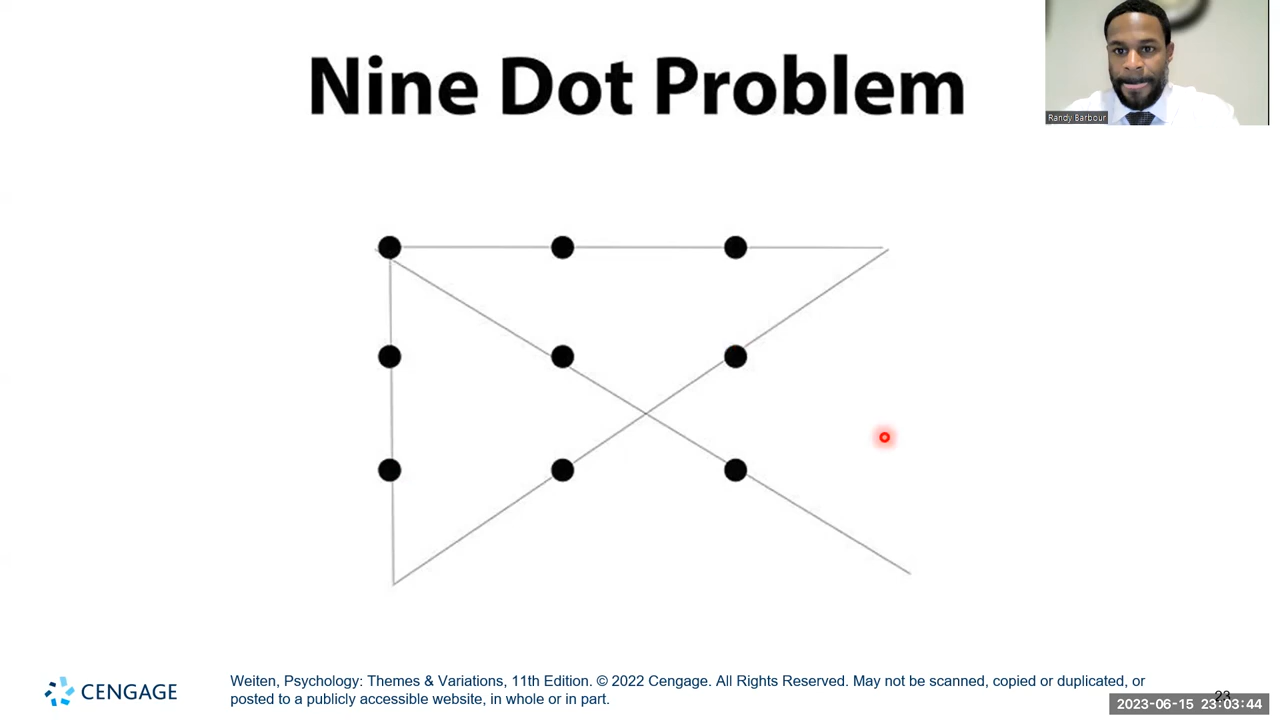 Nine Dot Problem
Randy Barbour
CENGAGE
Weiten, Psychology: Themes & Variations, 11th Edition. © 2022 Cengage. All Rights Reserved. May not be scanned, copied or duplicated, or
posted to a publicly accessible website, in whole or in part.
23
2023-06-15 23:03:44